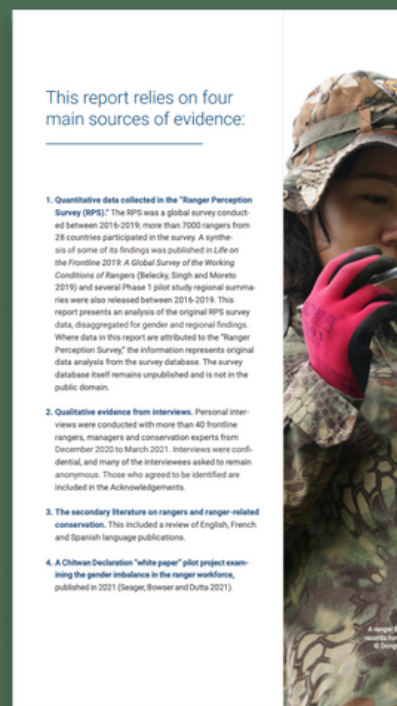 This report relies on four
main sources of evidence:
1. Quantitative data collected in the "Ranger Perception
Survey (RPS)." The RPS was a global survey conduct-
ed between 2016-2019; more than 7000 rangers from
28 countries participated in the survey. A synthe-
sis of some of its findings was published in Life on
the Frontline 2019: A Global Survey of the Working
Conditions of Rangers (Belecky, Singh and Moreto
2019) and several Phase 1 pilot study regional summa-
ries were also released between 2016-2019. This
report presents an analysis of the original RPS survey
data, disaggregated for gender and regional findings.
Where data in this report are attributed to the "Ranger
Perception Survey," the information represents original
data analysis from the survey database. The survey
database itself remains unpublished and is not in the
public domain.
2. Qualitative evidence from interviews. Personal inter-
views were conducted with more than 40 frontline
rangers, managers and conservation experts from
December 2020 to March 2021. Interviews were confi-
dential, and many of the interviewees asked to remain
anonymous. Those who agreed to be identified are
included in the Acknowledgements.
3. The secondary literature on rangers and ranger-related
conservation. This included a review of English, French
and Spanish language publications.
4. A Chitwan Declaration "white paper" pilot project exam-
ining the gender imbalance in the ranger workforce,
published in 2021 (Seager, Bowser and Dutta 2021).
A ranger
records
©